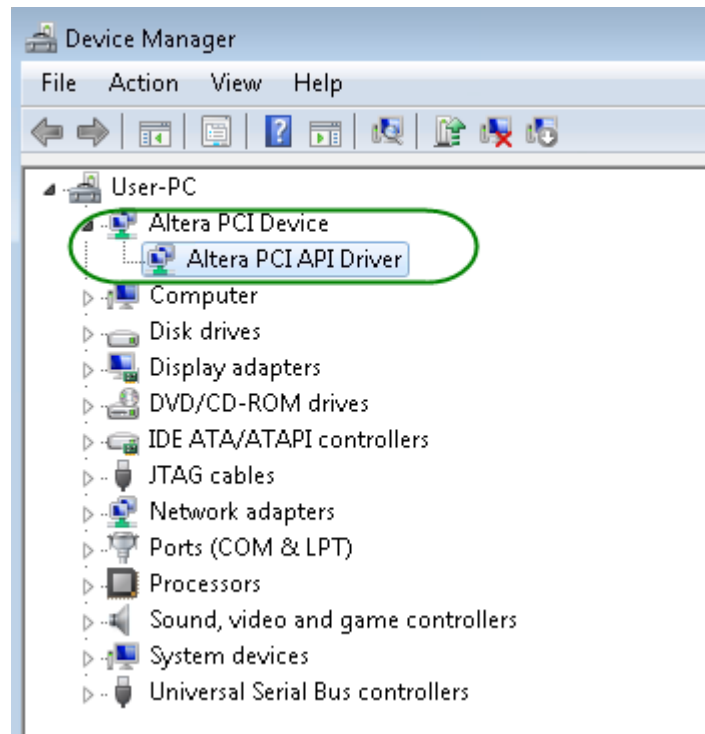 Device Manager
File Action View Help
User-PC
Altera PCI Device
Altera PCI API Driver
Computer
Disk drives
Display adapters
DVD/CD-ROM drives
IDE ATA/ATAPI controllers
JTAG cables
Network adapters
Ports (COM & LPT)
Processors
Sound, video and game controllers
System devices
Universal Serial Bus controllers